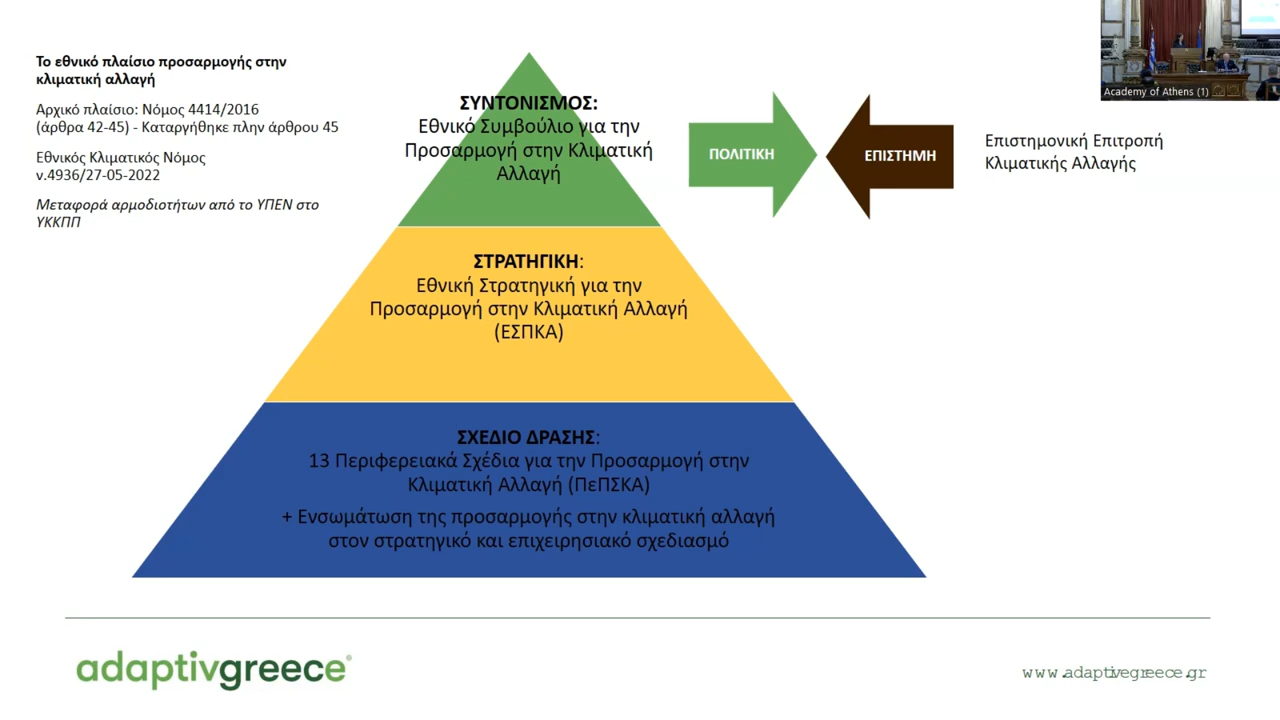 Το εθνικό πλαίσιο προσαρμογής στην
κλιματική αλλαγή
Αρχικό πλαίσιο: Νόμος 4414/2016
(άρθρα 42-45) - Καταργήθηκε πλην άρθρου 45
Εθνικός Κλιματικός Νόμος
ν.4936/27-05-2022
Μεταφορά αρμοδιοτήτων από το ΥΠΕΝ στο
ΥΚΚΠΠ
ΣΥΝΤΟΝΙΣΜΟΣ:
Εθνικό Συμβούλιο για την
Προσαρμογή στην Κλιματική
Αλλαγή
ΠΟΛΙΤΙΚΗ
ΕΠΙΣΤΗΜΗ
Επιστημονική Επιτροπή
Κλιματικής Αλλαγής
Academy of Athens (1)
ΣΤΡΑΤΗΓΙΚΗ:
Εθνική Στρατηγική για την
Προσαρμογή στην Κλιματική Αλλαγή
(ΕΣΠΚΑ)
ΣΧΕΔΙΟ ΔΡΑΣΗΣ:
13 Περιφερειακά Σχέδια για την Προσαρμογή στην
Κλιματική Αλλαγή (ΠεΠΣΚΑ)
+ Ενσωμάτωση της προσαρμογής στην κλιματική αλλαγή
στον στρατηγικό και επιχειρησιακό σχεδιασμό
adaptivgreece
www.adaptivegreece.gr